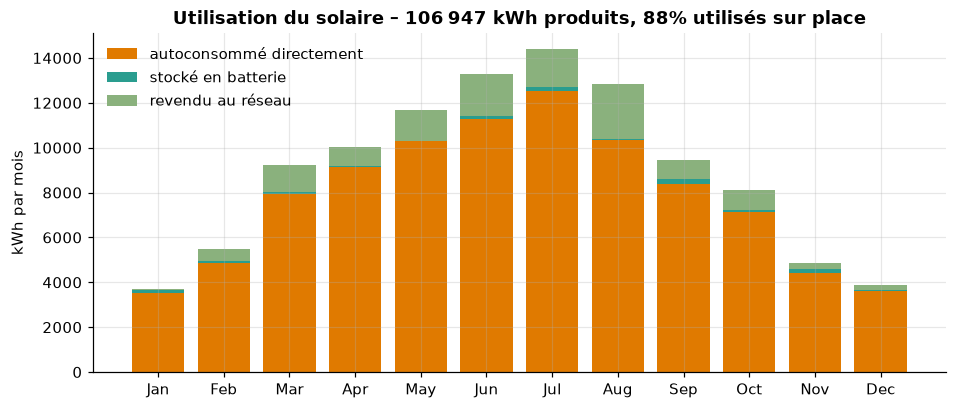 Utilisation du solaire – 106 947 kWh produits, 88% utilisés sur place
autoconsommé directement
stocké en batterie
revendu au réseau
kWh par mois
14000
12000
10000
8000
6000
4000
2000
0
Jan Feb Mar Apr May Jun Jul Aug Sep Oct Nov Dec